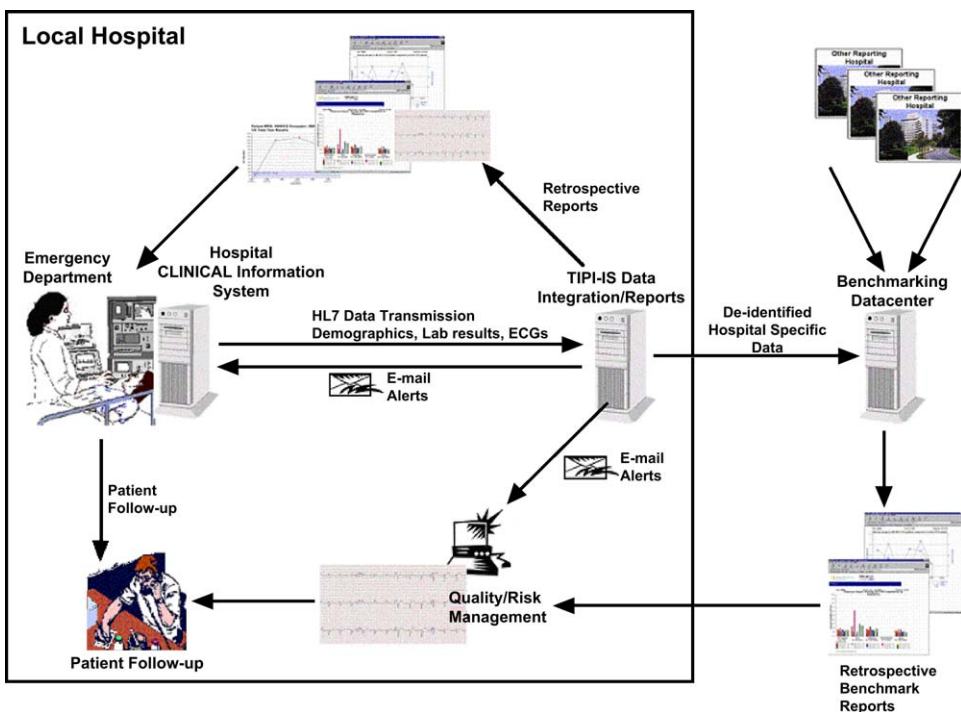 Local Hospital
Other Reporting
Hospital
Other Reporting
Hospital
Other Reporting
Hospital
Retrospective
Reports
Emergency
Department
Hospital
CLINICAL Information
System
TIPI-IS Data
Integration/Reports
Benchmarking
Datacenter
HL7 Data Transmission
Demographics, Lab results, ECGs
De-identified
Hospital Specific
Data
E-mail
Alerts
E-mail
Alerts
Patient
Follow-up
Quality/Risk
Management
Patient Follow-up
Retrospective
Benchmark
Reports